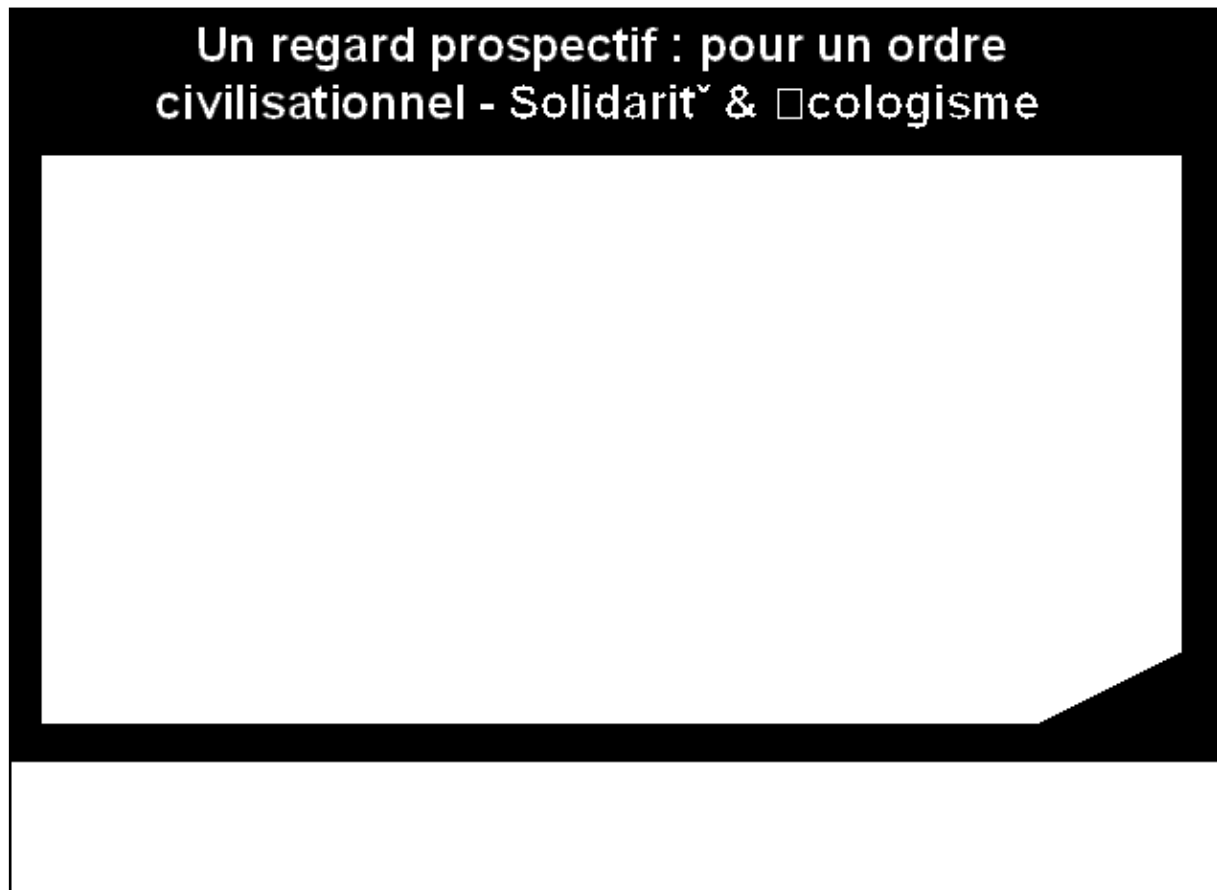 Un regard prospectif : pour un ordre
civilisationnel - Solidaritˇ & □cologisme